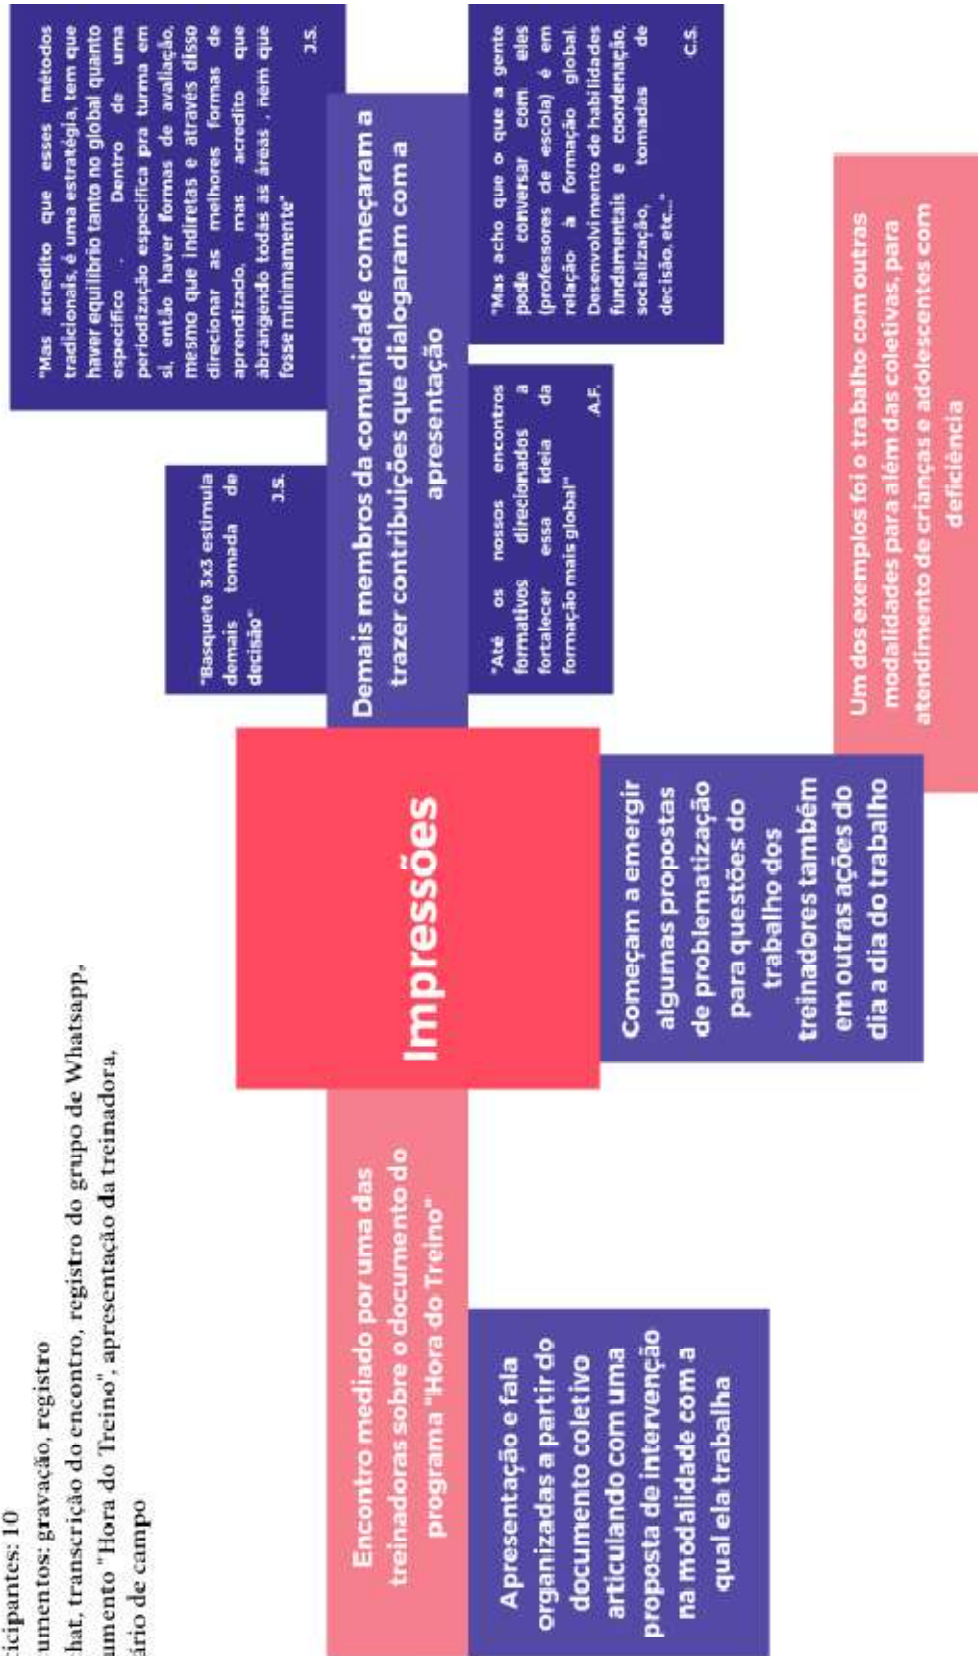 icipantes: 10
umentos: gravação, registro
hat, transcrição do encontro, registro do grupo de Whatsapp,
umento "Hora do Treino", apresentação da treinadora,
ário de campo
Encontro mediado por uma das
treinadoras sobre o documento do
programa "Hora do Treino"
Apresentação e fala
organizadas a partir do
documento coletivo
articulando com uma
proposta de intervenção
na modalidade com a
qual ela trabalha
Impressões
Começam a emergir
algumas propostas
de problematização
para questões do
trabalho dos
treinadores também
em outras ações do
dia a dia do trabalho
Um dos exemplos foi o trabalho com outras
modalidades para além das coletivas, para
atendimento de crianças e adolescentes com
deficiência
Demais membros da comunidade começaram a
trazer contribuições que dialogaram com a
apresentação
"Basquete 3x3 estimula
demais tomada de
decisão"
J.S.
"Mas acredito que esses métodos
tradicionais, é uma estratégia, tem que
haver equilíbrio tanto no global quanto
específico . Dentro de uma
periodização específica pra turma em
si, então haver formas de avaliação,
mesmo que indiretas e através disso
direcionar as melhores formas de
aprendizado, mas acredito que
abrangendo todas as áreas , nem que
fosse minimamente"
J.S.
"Até os nossos encontros
formativos direcionados a
fortalecer essa ideia da
formação mais global"
A.F.
"Mas acho que o que a gente
pode conversar com eles
(professores de escola) é em
relação à formação global.
Desenvolvimento de habilidades
fundamentais e coordenação,
socialização, tomadas de
decisão, etc..."
C.S.